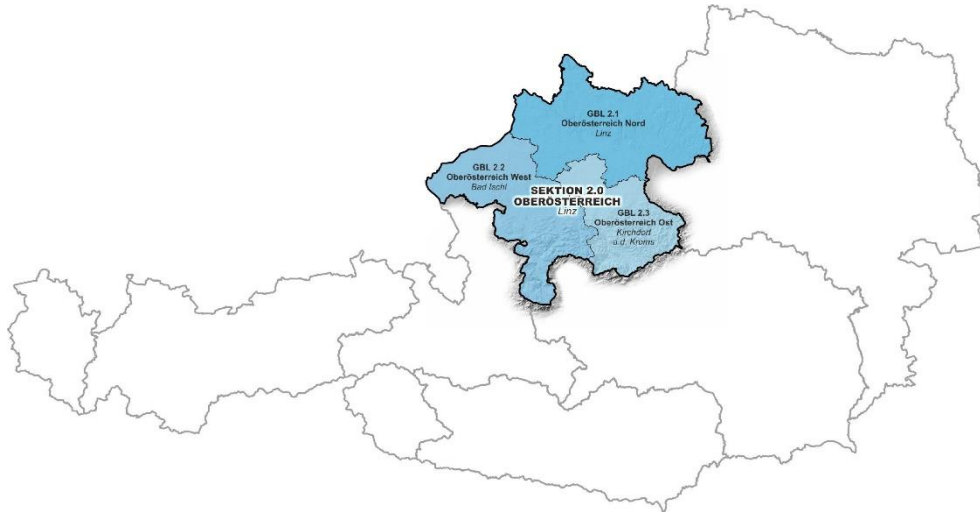 GBL 2.1
Oberösterreich Nord
Linz
GBL 2.2
Oberösterreich West
Bad Ischl
SEKTION 2.0
OBERÖSTERREICH
Linz
GBL 2.3
Oberösterreich Ost
Kirchdorf
a.d. Krems